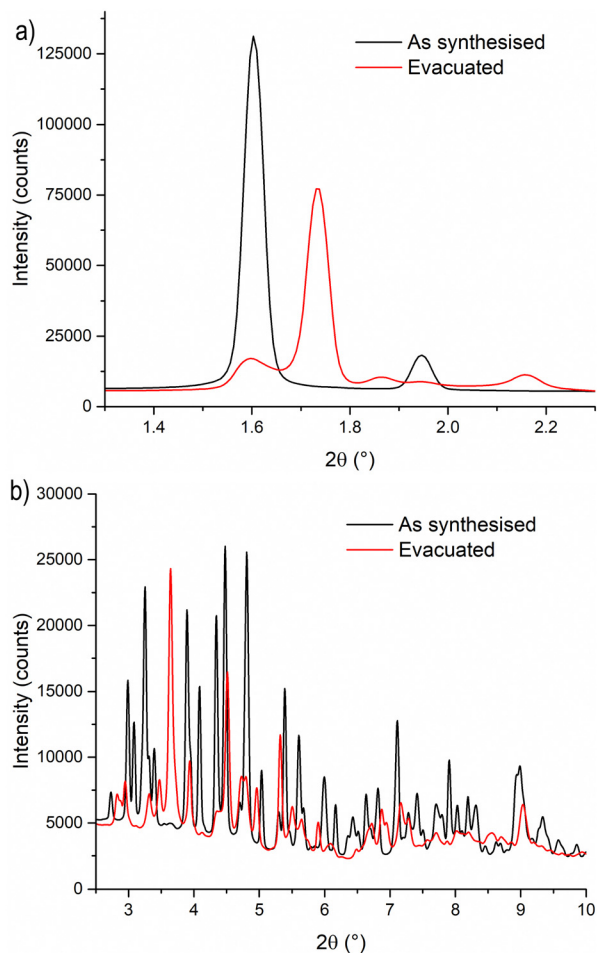 a)
As synthesised
Evacuated
Intensity (counts)
125000
100000
75000
50000
25000
0
1.4 1.6 1.8 2.0 2.2
2θ (°)
b)
As synthesised
Evacuated
Intensity (counts)
30000
25000
20000
15000
10000
5000
0
3 4 5 6 7 8 9 10
2θ (°)